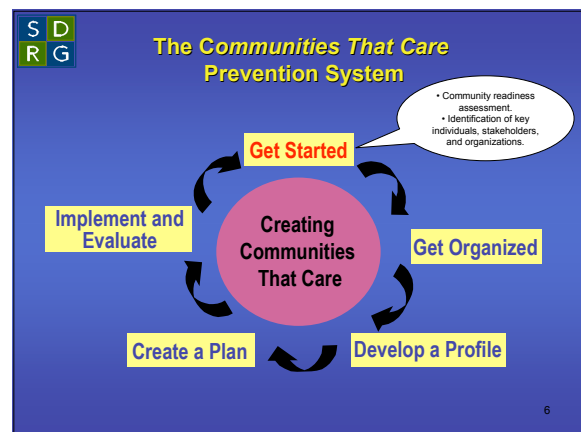 S D
R G
The Communities That Care
Prevention System
• Community readiness
assessment.
• Identification of key
individuals, stakeholders,
and organizations.
Get Started
Implement and
Evaluate
Creating
Communities
That Care
Get Organized
Create a Plan
Develop a Profile
6